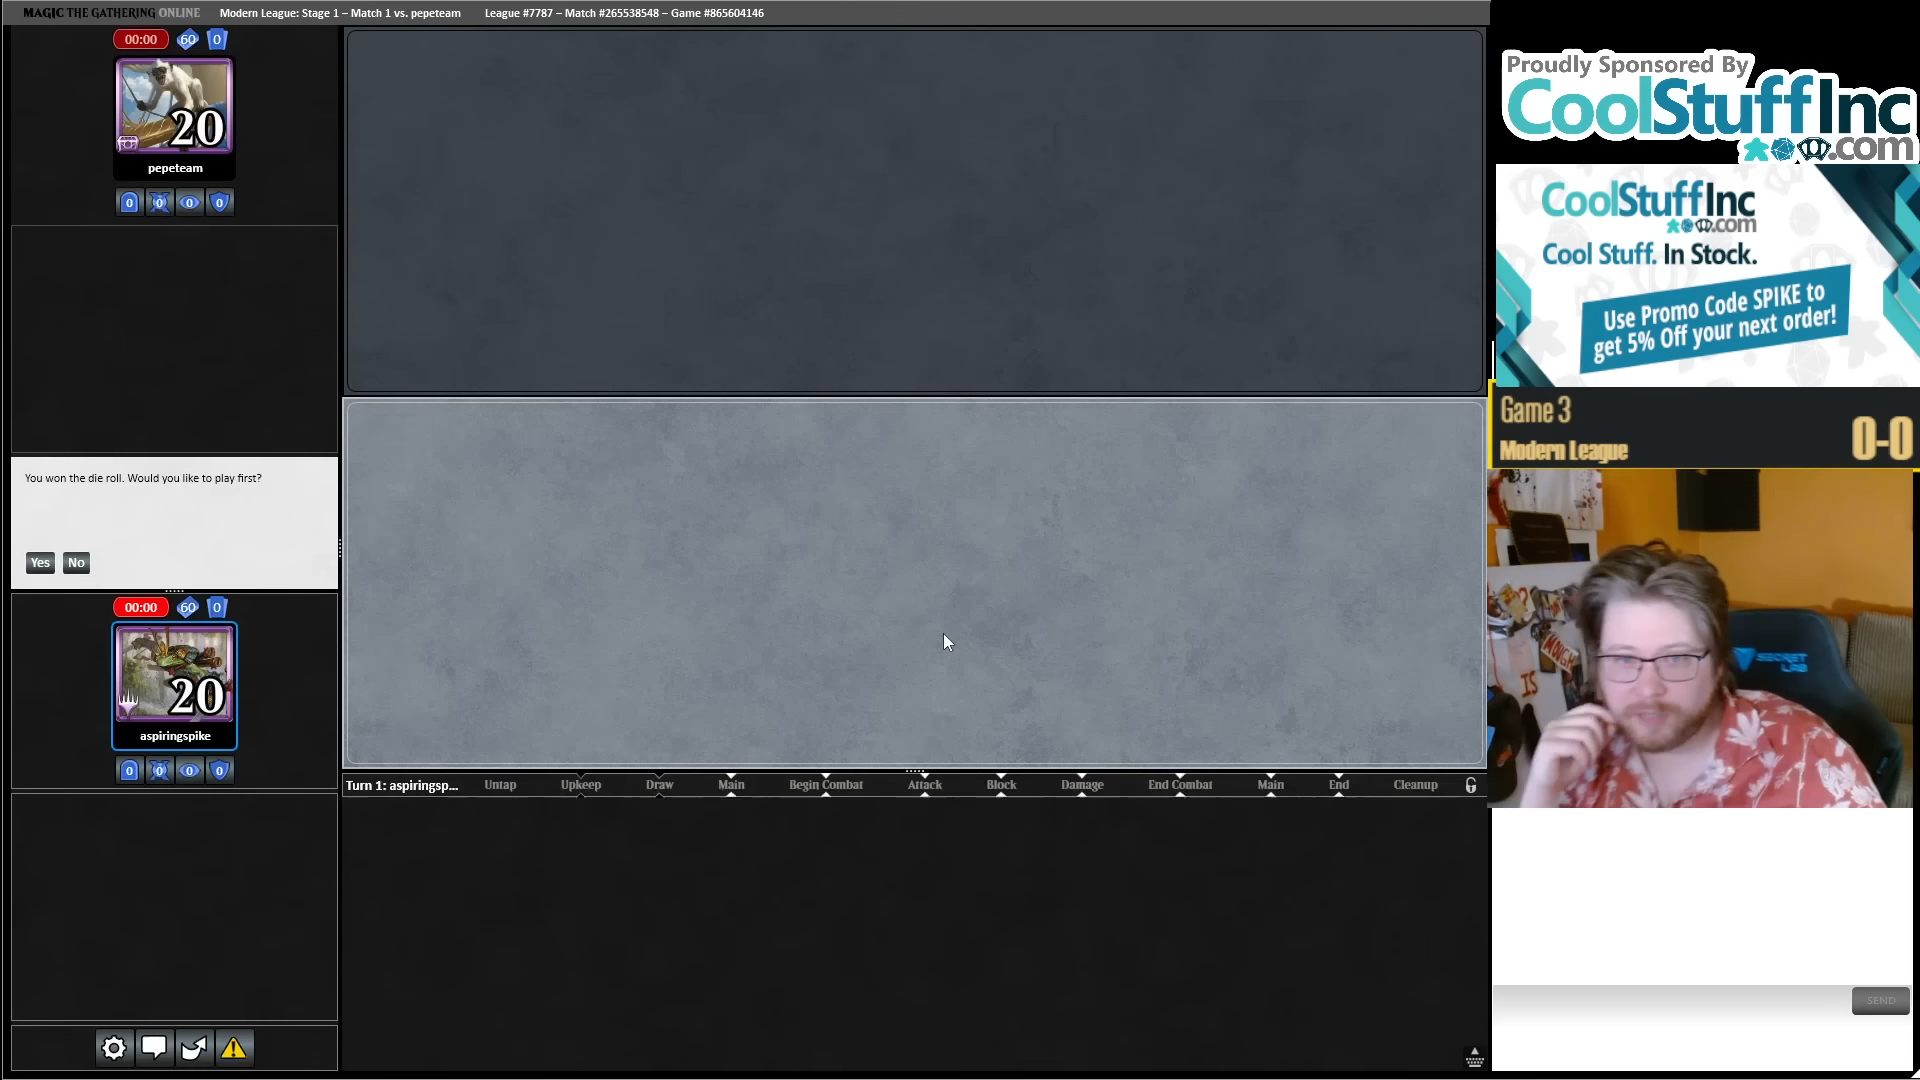 MAGIC THE GATHERING ONLINE
Modern League: Stage 1 – Match 1 vs. pepeteam
League #7787 – Match #265538548 – Game #865604146
00:00
60
0
20
pepeteam
0
0
0
0
You won the die roll. Would you like to play first?
Yes
No
00:00
60
0
20
aspiringspike
0
0
0
0
Turn 1: aspiringsp...
Untap
Upkeep
Draw
Main
Begin Combat
Attack
Block
Damage
End Combat
Main
End
Cleanup
Proudly Sponsored By
CoolStuffInc
.com
CoolStuffInc
.com
Cool Stuff. In Stock.
Use Promo Code SPIKE to
get 5% Off your next order!
Game 3
Modern League
0-0
SECRET
LAB
IS
SEND